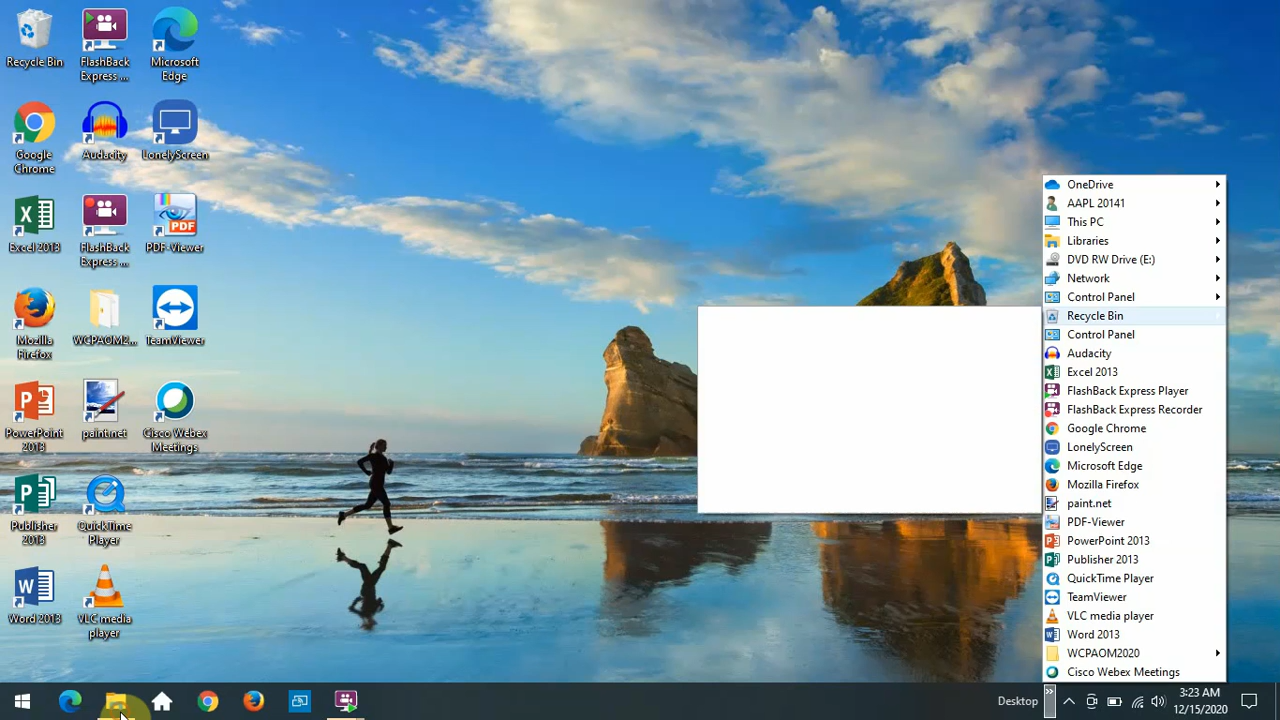 Recycle Bin
FlashBack
Express ...
Microsoft
Edge
Google
Chrome
Audacity
LonelyScreen
Excel 2013
FlashBack
Express ...
PDF
PDF-Viewer
Mozilla
Firefox
WCPAOM2...
TeamViewer
PowerPoint
2013
paint.net
Cisco Webex
Meetings
Publisher
2013
QuickTime
Player
Word 2013
VLC media
player
OneDrive
AAPL 20141
This PC
Libraries
DVD RW Drive (E:)
Network
Control Panel
Recycle Bin
Control Panel
Audacity
Excel 2013
FlashBack Express Player
FlashBack Express Recorder
Google Chrome
LonelyScreen
Microsoft Edge
Mozilla Firefox
paint.net
PDF-Viewer
PowerPoint 2013
Publisher 2013
QuickTime Player
TeamViewer
VLC media player
Word 2013
WCPAOM2020
Cisco Webex Meetings
Desktop
3:23 AM
12/15/2020